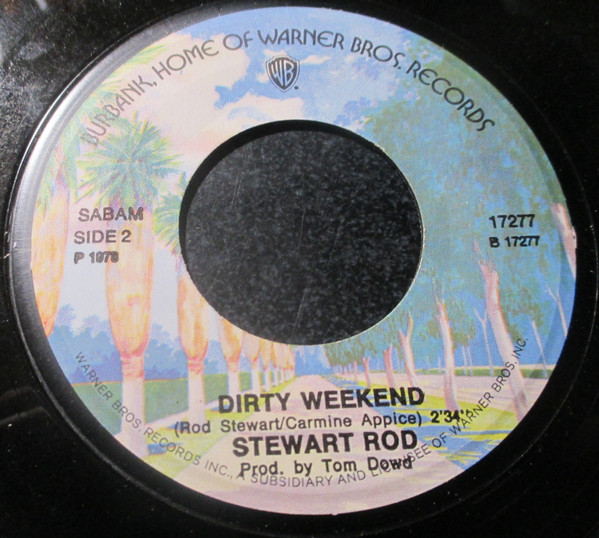 BURBANK, HOME OF WARNER BROS. RECORDS
WB
SABAM
SIDE 2
P 1978
17277
B 17277
DIRTY WEEKEND
(Rod Stewart/Carmine Appice) 2'34''
STEWART ROD
Prod. by Tom Dowd
WARNER BROS. RECORDS INC., A SUBSIDIARY AND LICENSEE OF WARNER BROS. INC.